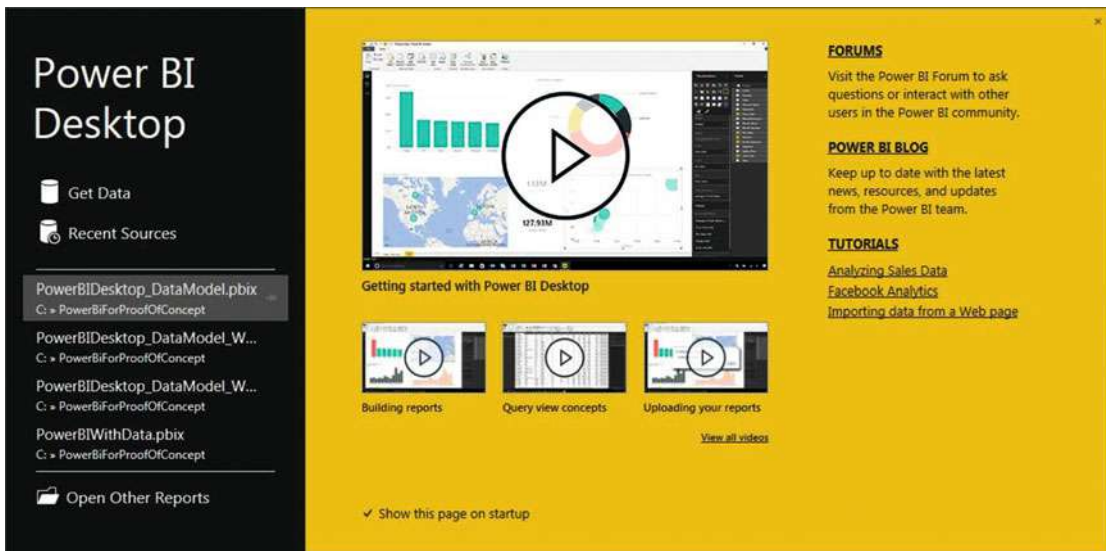 Power BI
Desktop
Get Data
Recent Sources
PowerBIDesktop_DataModel.pbix
C: » PowerBiForProofOfConcept
PowerBIDesktop_DataModel_W...
C: » PowerBiForProofOfConcept
PowerBIDesktop_DataModel_W...
C: » PowerBiForProofOfConcept
PowerBIWithData.pbix
C: » PowerBiForProofOfConcept
Open Other Reports
127.93M
Getting started with Power BI Desktop
Building reports
Query view concepts
Uploading your reports
View all videos
✓ Show this page on startup
FORUMS
Visit the Power BI Forum to ask
questions or interact with other
users in the Power BI community.
POWER BI BLOG
Keep up to date with the latest
news, resources, and updates
from the Power BI team.
TUTORIALS
Analyzing Sales Data
Facebook Analytics
Importing data from a Web page